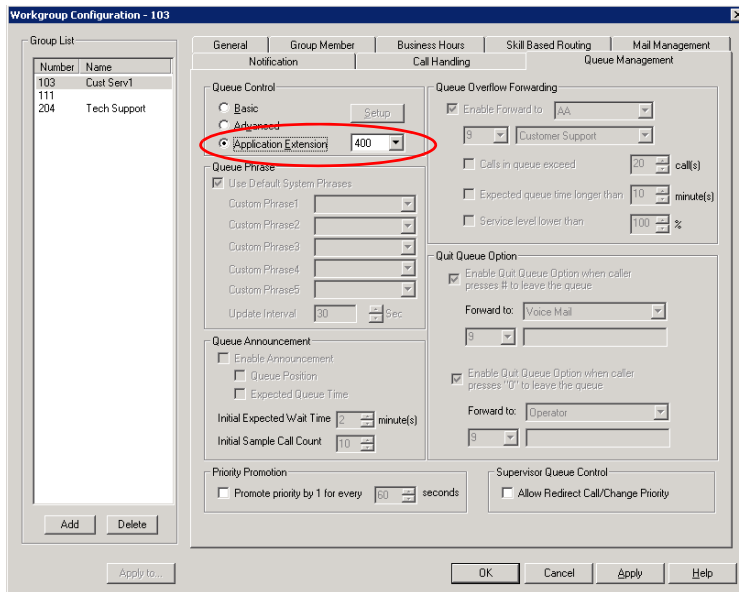 Workgroup Configuration - 103
Group List
Number Name
103 Cust Serv1
111
204 Tech Support
Add Delete
Apply to...
General Group Member Business Hours Skill Based Routing Mail Management
Notification Call Handling Queue Management
Queue Control
Basic
Setup
Advanced
Application Extension 400
Queue Phrase
Use Default System Phrases
Custom Phrase1
Custom Phrase2
Custom Phrase3
Custom Phrase4
Custom Phrase5
Update Interval 30 Sec
Queue Announcement
Enable Announcement
Queue Position
Expected Queue Time
Initial Expected Wait Time 2 minute(s)
Initial Sample Call Count 10
Priority Promotion
Promote priority by 1 for every 60 seconds
Queue Overflow Forwarding
Enable Forward to AA
9 Customer Support
Calls in queue exceed 20 call(s)
Expected queue time longer than 10 minute(s)
Service level lower than 100 %
Quit Queue Option
Enable Quit Queue Option when caller
presses # to leave the queue
Forward to: Voice Mail
9
Enable Quit Queue Option when caller
presses "0" to leave the queue
Forward to: Operator
9
Supervisor Queue Control
Allow Redirect Call/Change Priority
OK Cancel Apply Help